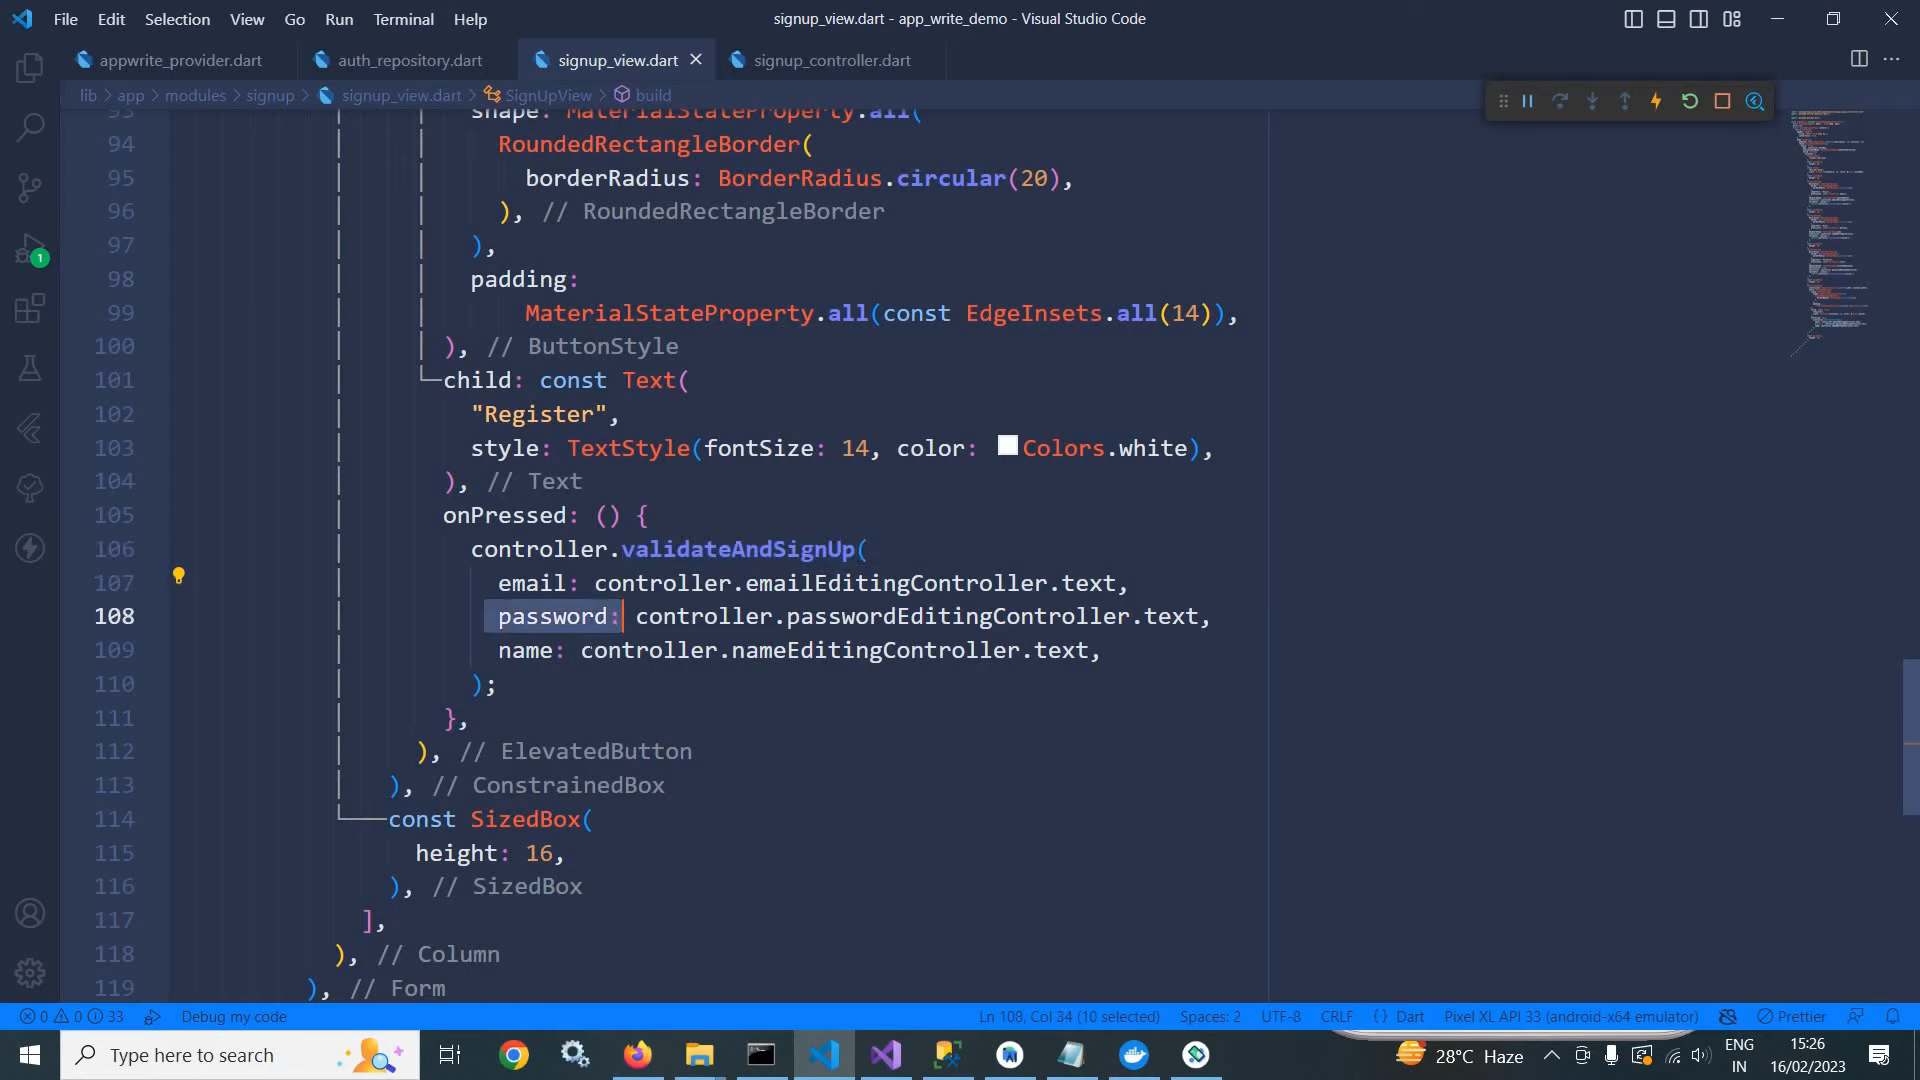 File Edit Selection View Go Run Terminal Help
signup_view.dart - app_write_demo - Visual Studio Code
appwrite_provider.dart
auth_repository.dart
signup_view.dart
signup_controller.dart
lib > app > modules > signup > signup_view.dart > SignUpView > build
93 shape: MaterialStateProperty.all(
94 RoundedRectangleBorder(
95 borderRadius: BorderRadius.circular(20),
96 ), // RoundedRectangleBorder
97 ),
98 padding:
99 MaterialStateProperty.all(const EdgeInsets.all(14)),
100 ), // ButtonStyle
101 child: const Text(
102 "Register",
103 style: TextStyle(fontSize: 14, color: Colors.white),
104 ), // Text
105 onPressed: () {
106 controller.validateAndSignUp(
107 email: controller.emailEditingController.text,
108 password: controller.passwordEditingController.text,
109 name: controller.nameEditingController.text,
110 );
111 },
112 ), // ElevatedButton
113 ), // ConstrainedBox
114 const SizedBox(
115 height: 16,
116 ), // SizedBox
117 ],
118 ), // Column
119 ), // Form
1
0 0 33 Debug my code
Ln 108, Col 34 (10 selected) Spaces: 2 UTF-8 CRLF {} Dart Pixel XL API 33 (android-x64 emulator) Prettier
Type here to search
28°C Haze
ENG
IN
15:26
16/02/2023